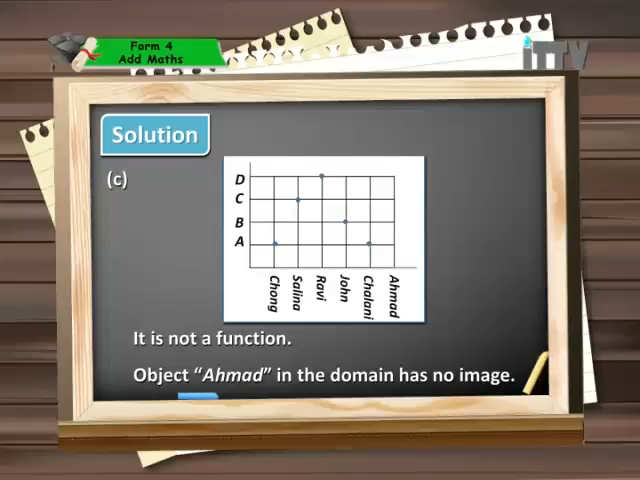 Form 4
Add Maths
iTTV
Solution
(c)
D
C
B
A
Chong
Salina
Ravi
John
Chalani
Ahmad
It is not a function.
Object “Ahmad” in the domain has no image.